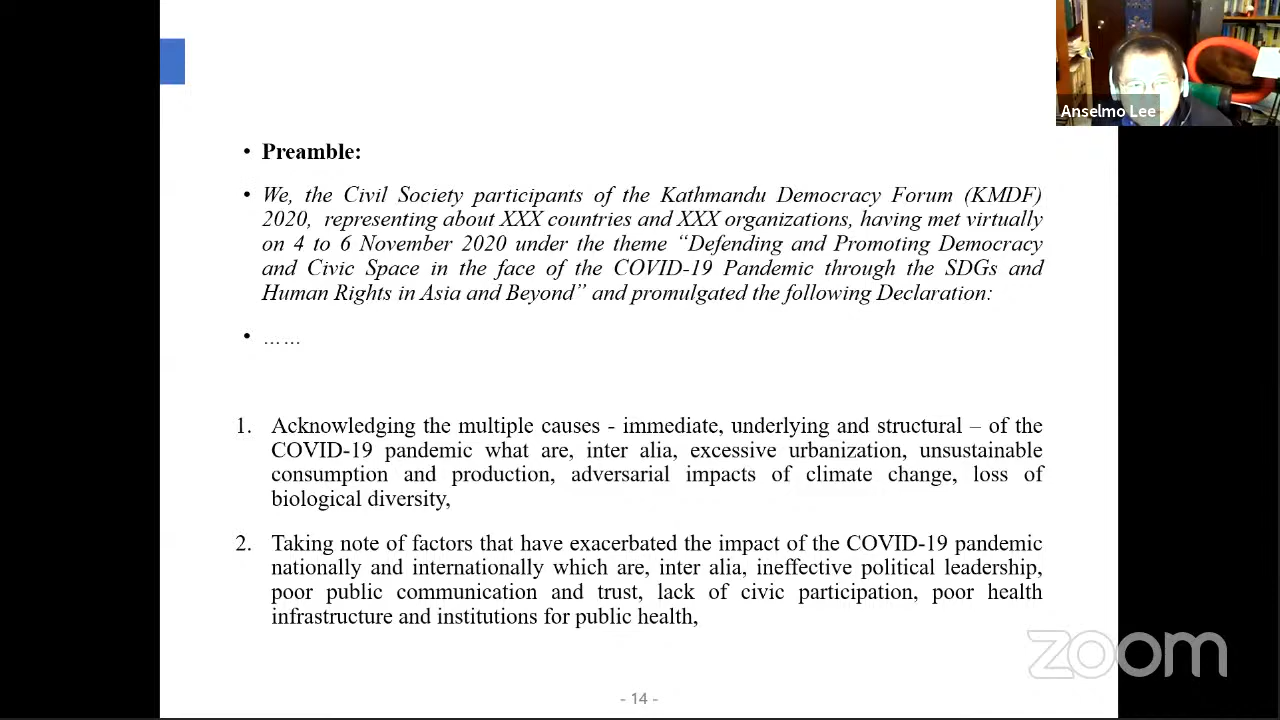 Anselmo Lee
• Preamble:
• We, the Civil Society participants of the Kathmandu Democracy Forum (KMDF)
2020, representing about XXX countries and XXX organizations, having met virtually
on 4 to 6 November 2020 under the theme “Defending and Promoting Democracy
and Civic Space in the face of the COVID-19 Pandemic through the SDGs and
Human Rights in Asia and Beyond” and promulgated the following Declaration:
• ……
1. Acknowledging the multiple causes - immediate, underlying and structural – of the
COVID-19 pandemic what are, inter alia, excessive urbanization, unsustainable
consumption and production, adversarial impacts of climate change, loss of
biological diversity,
2. Taking note of factors that have exacerbated the impact of the COVID-19 pandemic
nationally and internationally which are, inter alia, ineffective political leadership,
poor public communication and trust, lack of civic participation, poor health
infrastructure and institutions for public health,
zoom
- 14 -